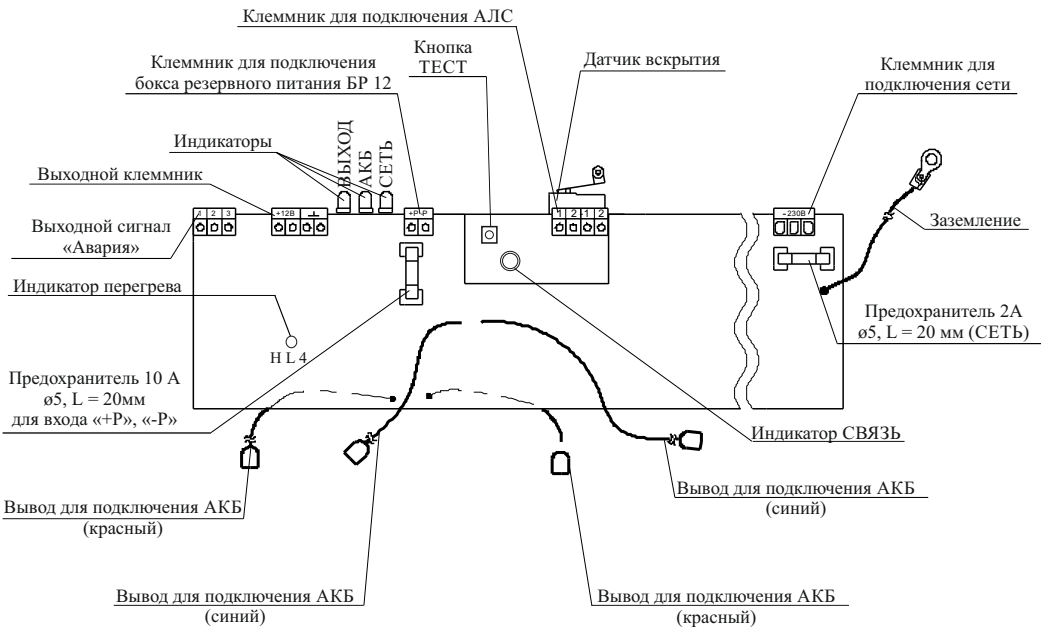 Клеммник для подключения АЛС
Кнопка
ТЕСТ
Датчик вскрытия
Клеммник для подключения
бокса резервного питания БР 12
Клеммник для
подключения сети
Индикаторы
ВЫХОД
АКБ
СЕТЬ
Выходной клеммник
1 2 3
+12В ⊥
+Р -Р
1 2 1 2
~230В
Выходной сигнал
«Авария»
Заземление
Индикатор перегрева
HL4
Предохранитель 2А
ø5, L = 20 мм (СЕТЬ)
Предохранитель 10 А
ø5, L = 20мм
для входа «+Р», «-Р»
Индикатор СВЯЗЬ
Вывод для подключения АКБ
(красный)
Вывод для подключения АКБ
(синий)
Вывод для подключения АКБ
(синий)
Вывод для подключения АКБ
(красный)